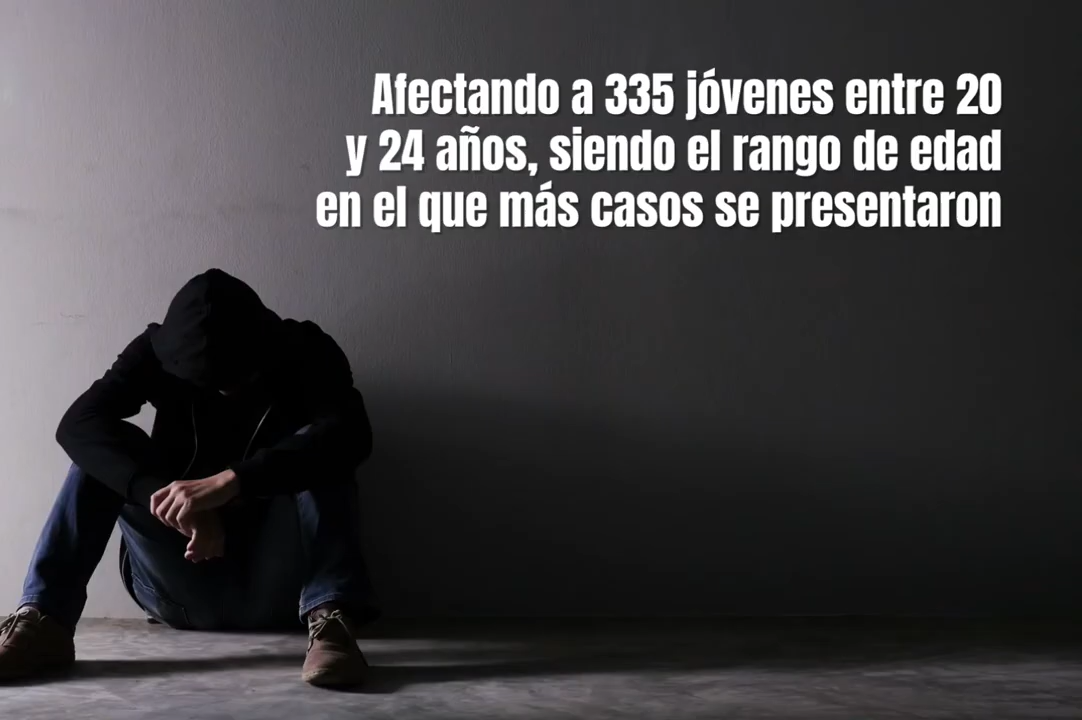 Afectando a 335 jóvenes entre 20
y 24 años, siendo el rango de edad
en el que más casos se presentaron